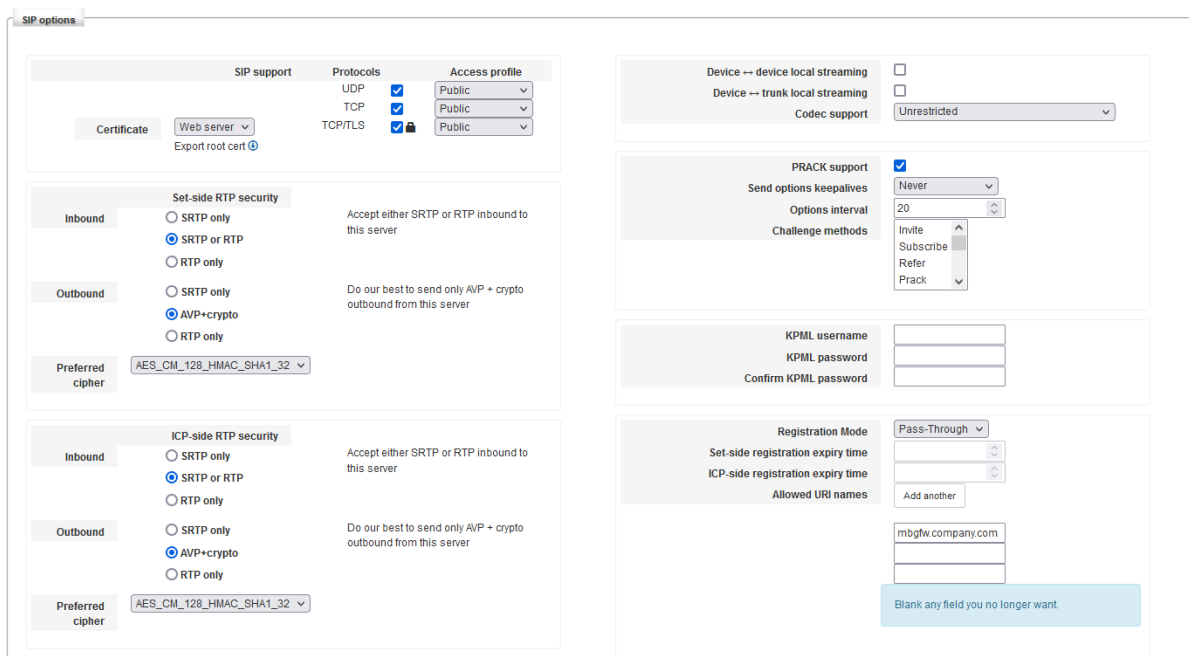 SIP options
SIP support Protocols Access profile
UDP Public
TCP Public
Certificate Web server TCP/TLS Public
Export root cert
Set-side RTP security
Inbound SRTP only Accept either SRTP or RTP inbound to
SRTP or RTP this server
RTP only
Outbound SRTP only Do our best to send only AVP + crypto
AVP+crypto outbound from this server
RTP only
Preferred AES_CM_128_HMAC_SHA1_32
cipher
ICP-side RTP security
Inbound SRTP only Accept either SRTP or RTP inbound to
SRTP or RTP this server
RTP only
Outbound SRTP only Do our best to send only AVP + crypto
AVP+crypto outbound from this server
RTP only
Preferred AES_CM_128_HMAC_SHA1_32
cipher
Device ↔ device local streaming
Device ↔ trunk local streaming
Codec support Unrestricted
PRACK support
Send options keepalives Never
Options interval 20
Challenge methods Invite
Subscribe
Refer
Prack
KPML username
KPML password
Confirm KPML password
Registration Mode Pass-Through
Set-side registration expiry time
ICP-side registration expiry time
Allowed URI names Add another
mbgfw.company.com
Blank any field you no longer want.